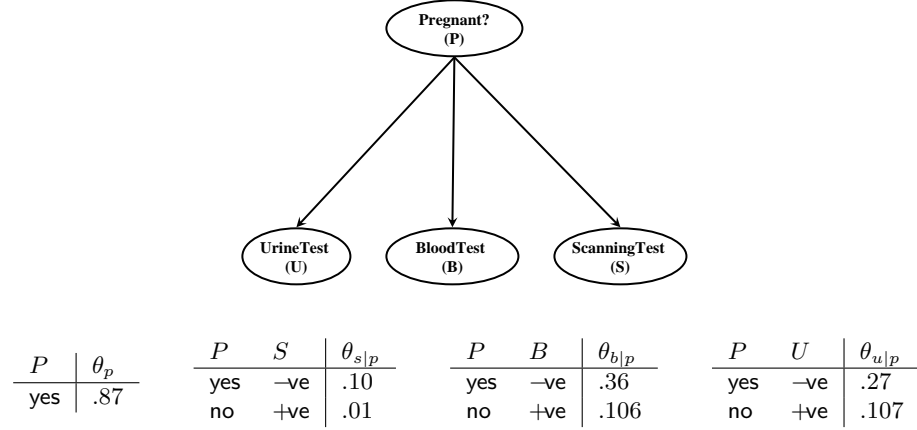 Pregnant?
(P)
UrineTest
(U)
BloodTest
(B)
ScanningTest
(S)
P θp
yes .87
P S θs|p
yes –ve .10
no +ve .01
P B θb|p
yes –ve .36
no +ve .106
P U θu|p
yes –ve .27
no +ve .107